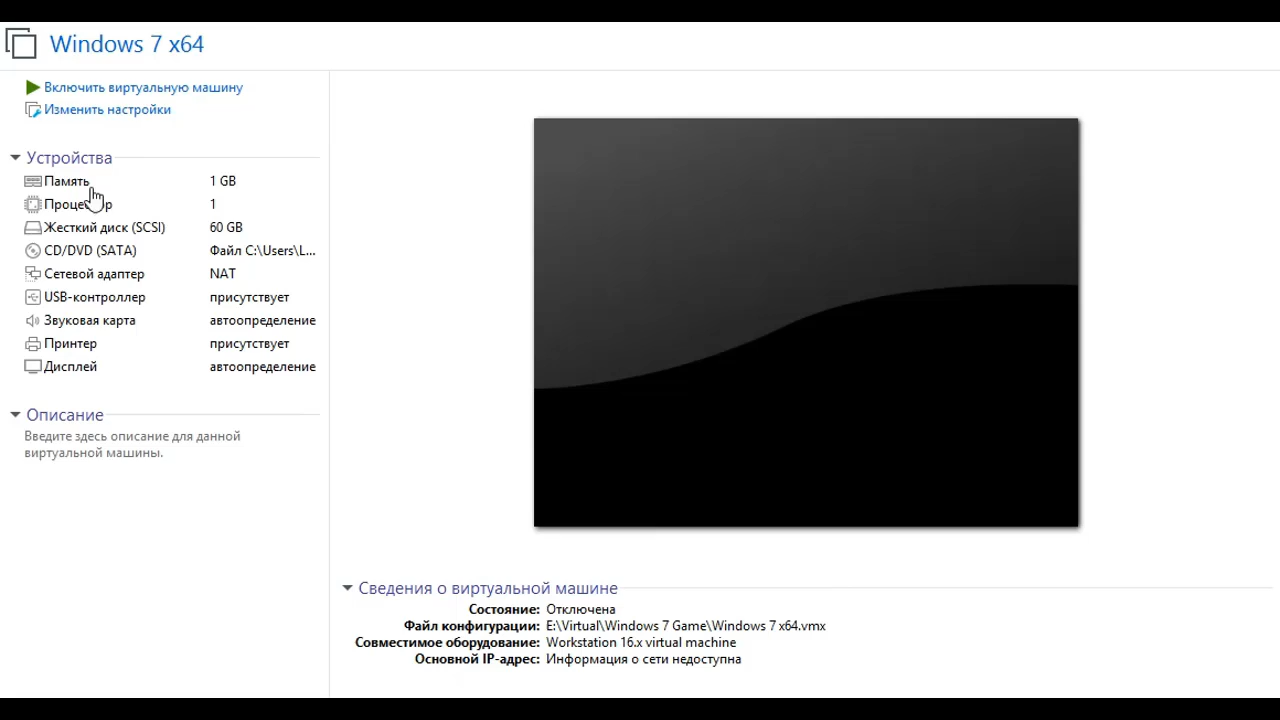 Windows 7 x64
Включить виртуальную машину
Изменить настройки
Устройства
Память 1 GB
Процессор 1
Жесткий диск (SCSI) 60 GB
CD/DVD (SATA) Файл C:\Users\L...
Сетевой адаптер NAT
USB-контроллер присутствует
Звуковая карта автоопределение
Принтер присутствует
Дисплей автоопределение
Описание
Введите здесь описание для данной
виртуальной машины.
Сведения о виртуальной машине
Состояние: Отключена
Файл конфигурации: E:\Virtual\Windows 7 Game\Windows 7 x64.vmx
Совместимое оборудование: Workstation 16.x virtual machine
Основной IP-адрес: Информация о сети недоступна